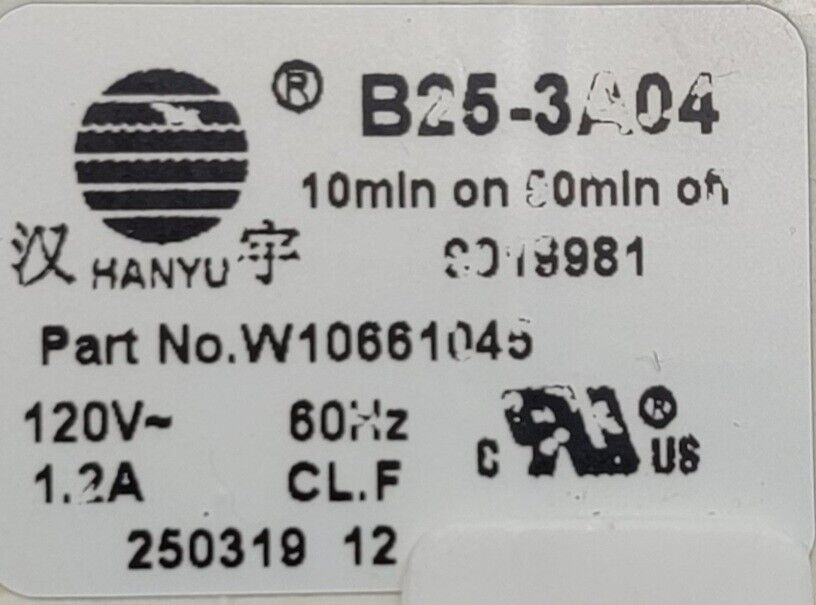 ® B25-3A04
10min on 50min off
汉 HANYU 宇
Part No.W10661045
120V~ 60Hz
1.2A CL.F
C RU ® US
250319 12